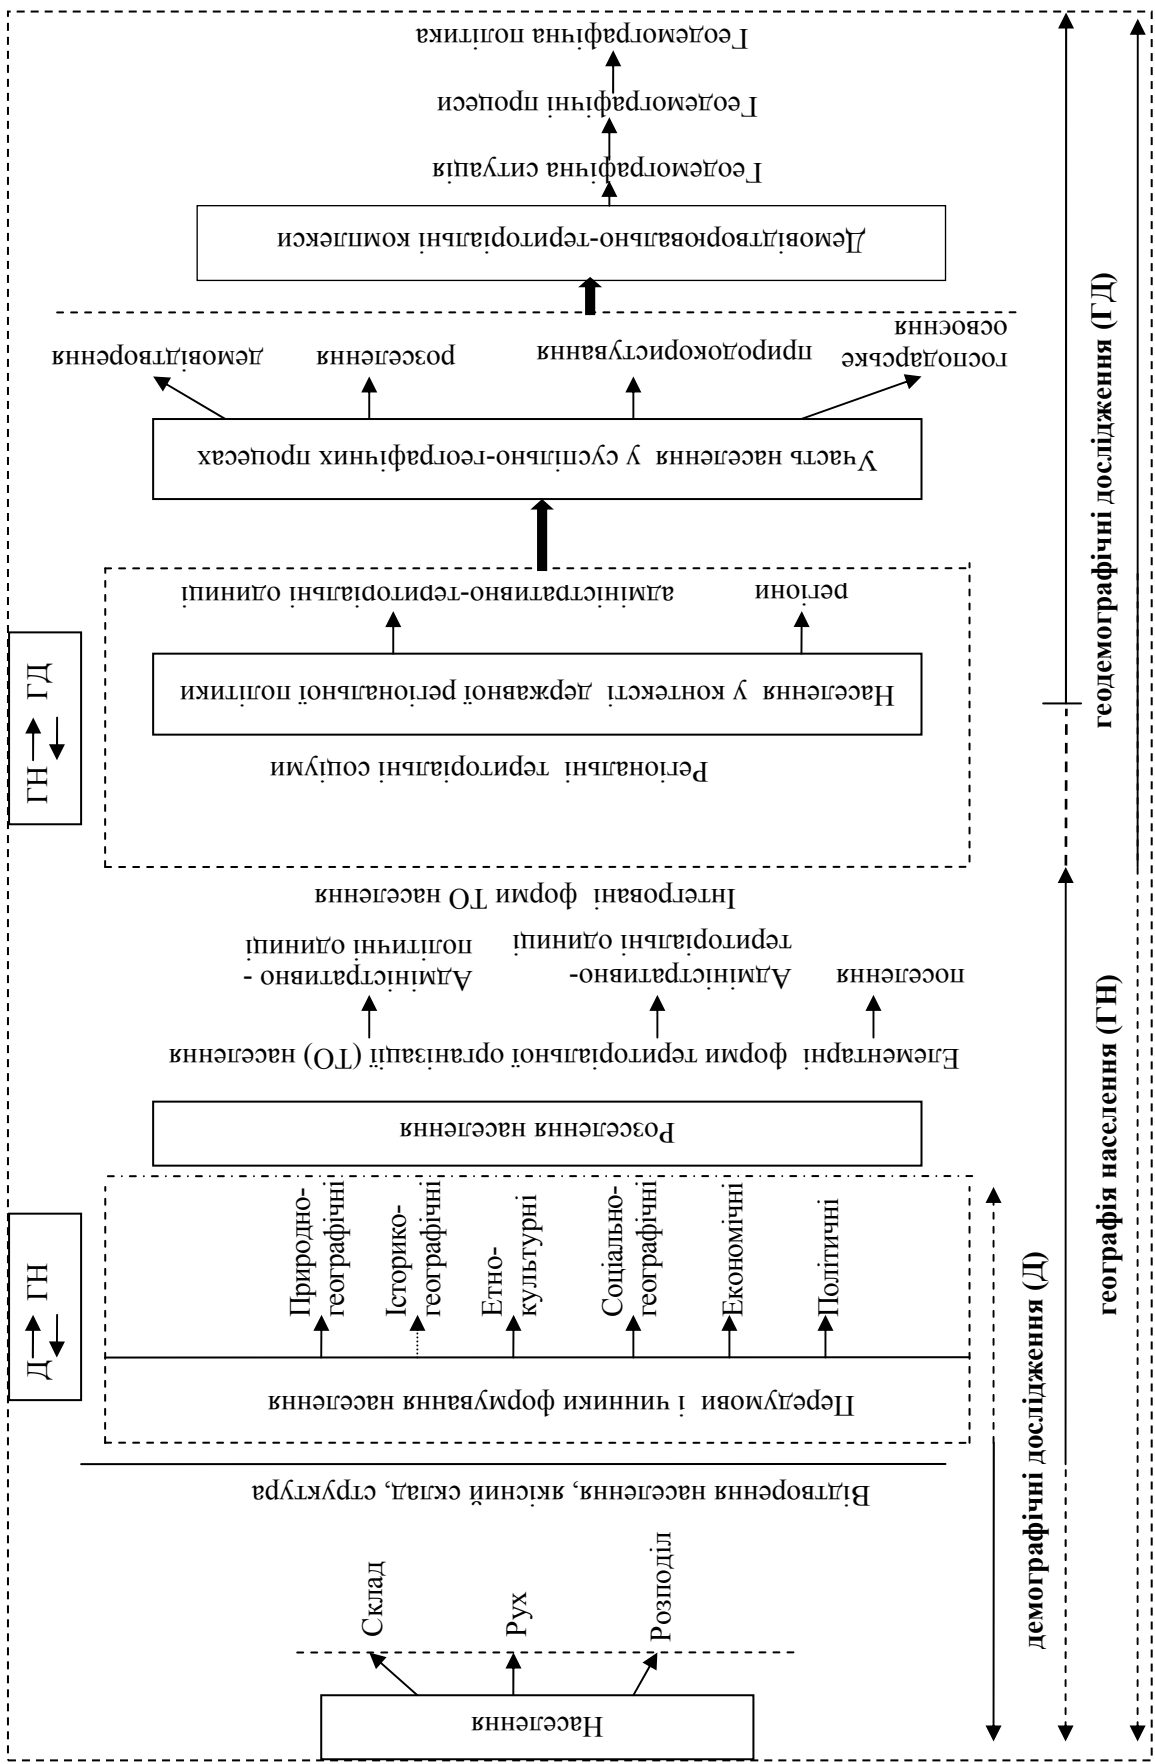 Населення
Склад
Рух
Розподіл
Відтворення населення, якісний склад, структура
Передумови і чинники формування населення
Природно-
географічні
Історико-
географічні
Етно-
культурні
Соціально-
географічні
Економічні
Політичні
Д
ГН
Розселення населення
Елементарні форми територіальної організації (ТО) населення
Адміністративно -
політичні одиниці
Адміністративно-
територіальні одиниці
поселення
Інтегровані форми ТО населення
Регіональні територіальні соціуми
Населення у контексті державної регіональної політики
адміністративно-територіальні одиниці
регіони
ГН
ГД
Участь населення у суспільно-географічних процесах
демовідтворення
розселення
природокористування
господарське
освоєння
Демовідтворювально-територіальні комплекси
Геодемографічна ситуація
Геодемографічні процеси
Геодемографічна політика
демографічні дослідження (Д)
географія населення (ГН)
геодемографічні дослідження (ГД)